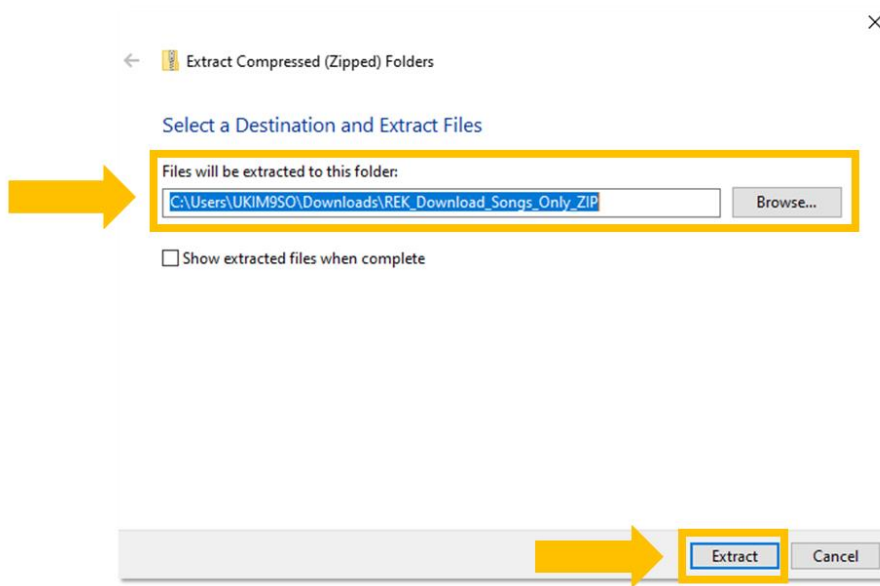 Extract Compressed (Zipped) Folders
Select a Destination and Extract Files
Files will be extracted to this folder:
C:\Users\UKIM9SO\Downloads\REK_Download_Songs_Only_ZIP
Browse...
Show extracted files when complete
Extract
Cancel